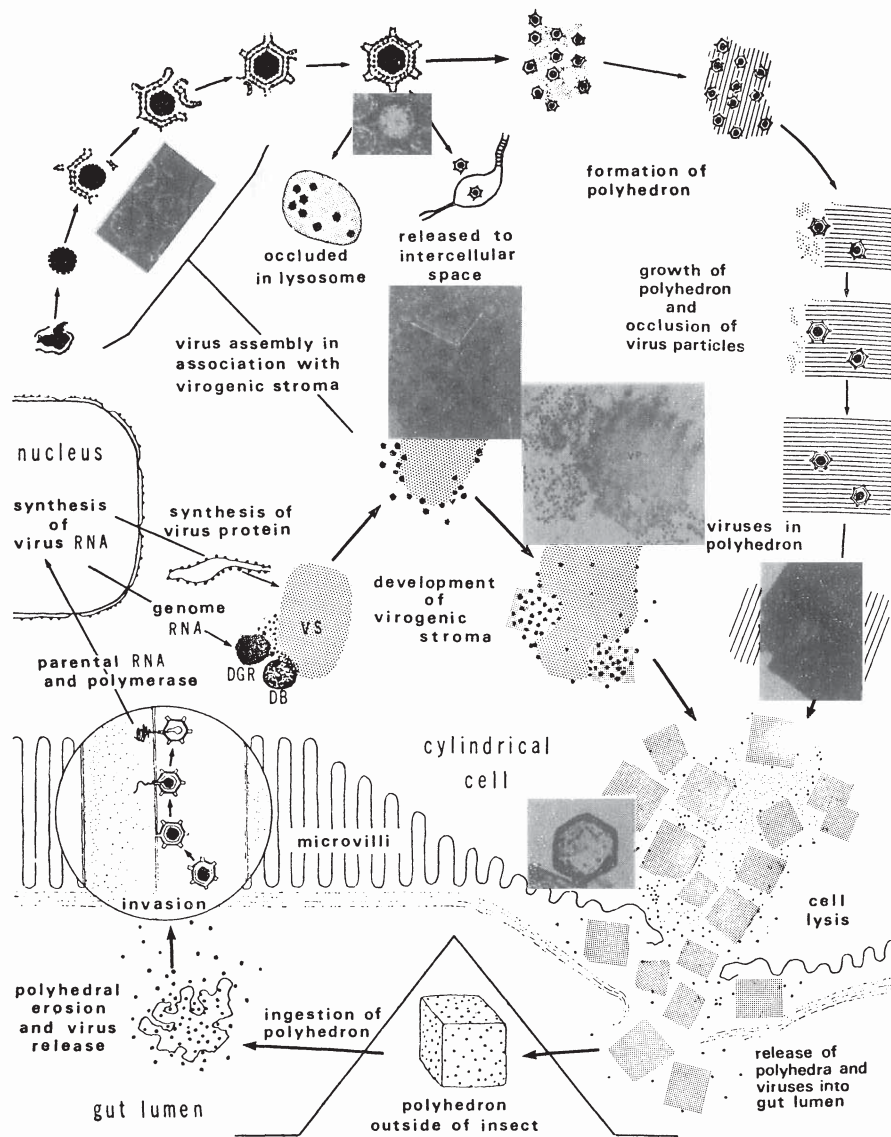 formation of
polyhedron
occluded
in lysosome
released to
intercellular
space
growth of
polyhedron
and
occlusion of
virus particles
virus assembly in
association with
virogenic stroma
nucleus
synthesis
of
virus RNA
synthesis of
virus protein
viruses in
polyhedron
development
of
virogenic
stroma
genome
RNA
VS
DGR
DB
parental RNA
and polymerase
cylindrical
cell
microvilli
invasion
cell
lysis
polyhedral
erosion
and virus
release
ingestion of
polyhedron
release of
polyhedra and
viruses into
gut lumen
gut lumen
polyhedron
outside of insect